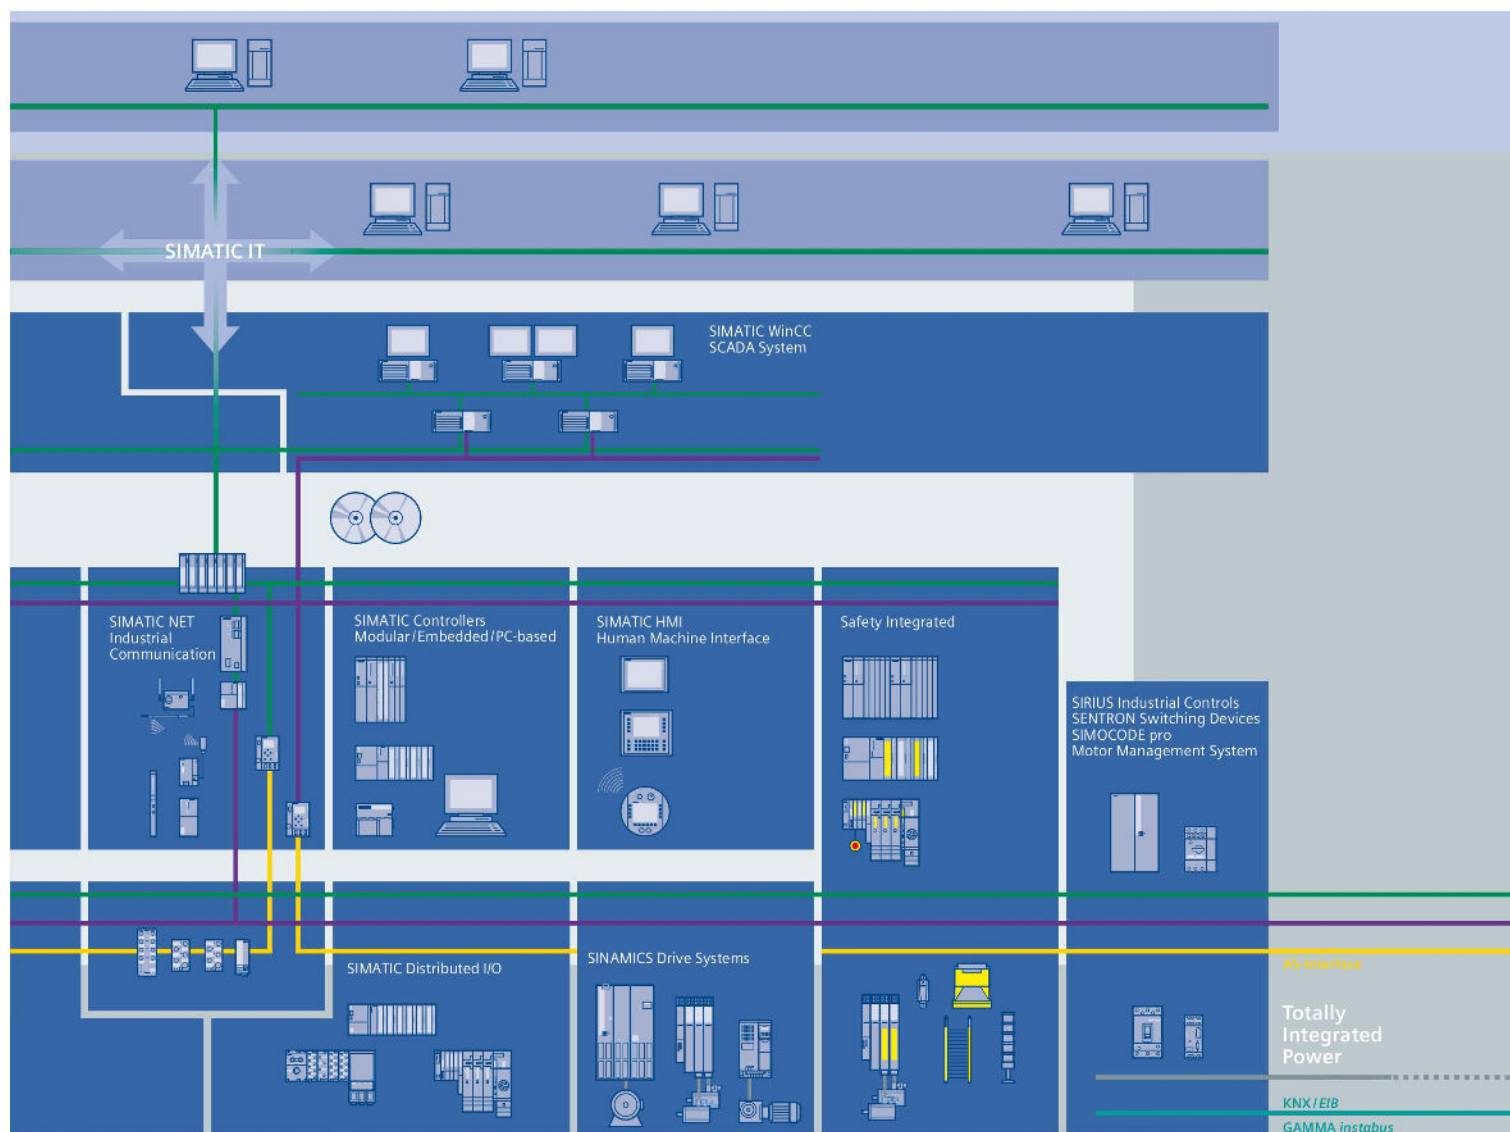 SIMATIC IT
SIMATIC WinCC
SCADA System
SIMATIC NET
Industrial
Communication
SIMATIC Controllers
Modular/Embedded/PC-based
SIMATIC HMI
Human Machine Interface
Safety Integrated
SIRIUS Industrial Controls
SENTRON Switching Devices
SIMOCODE pro
Motor Management System
SIMATIC Distributed I/O
SINAMICS Drive Systems
AS-Interface
Totally
Integrated
Power
KNX/EIB
GAMMA instabus